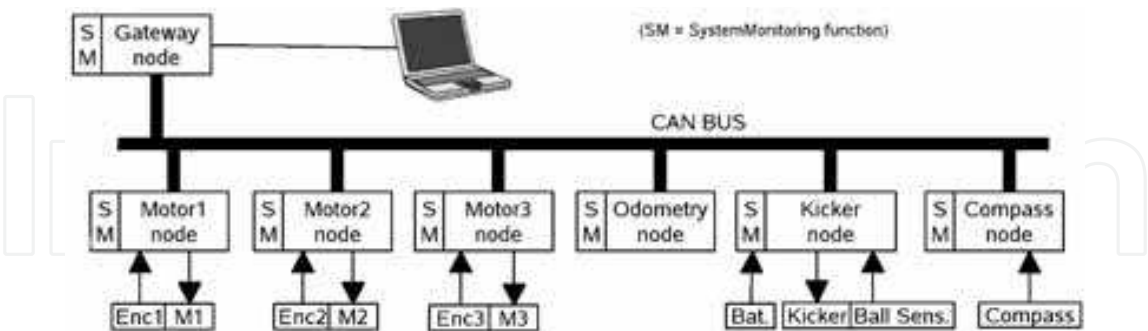 S M
Gateway node
(SM = SystemMonitoring function)
CAN BUS
S M
Motor1 node
S M
Motor2 node
S M
Motor3 node
S M
Odometry node
S M
Kicker node
S M
Compass node
Enc1 M1
Enc2 M2
Enc3 M3
Bat. Kicker Ball Sens.
Compass